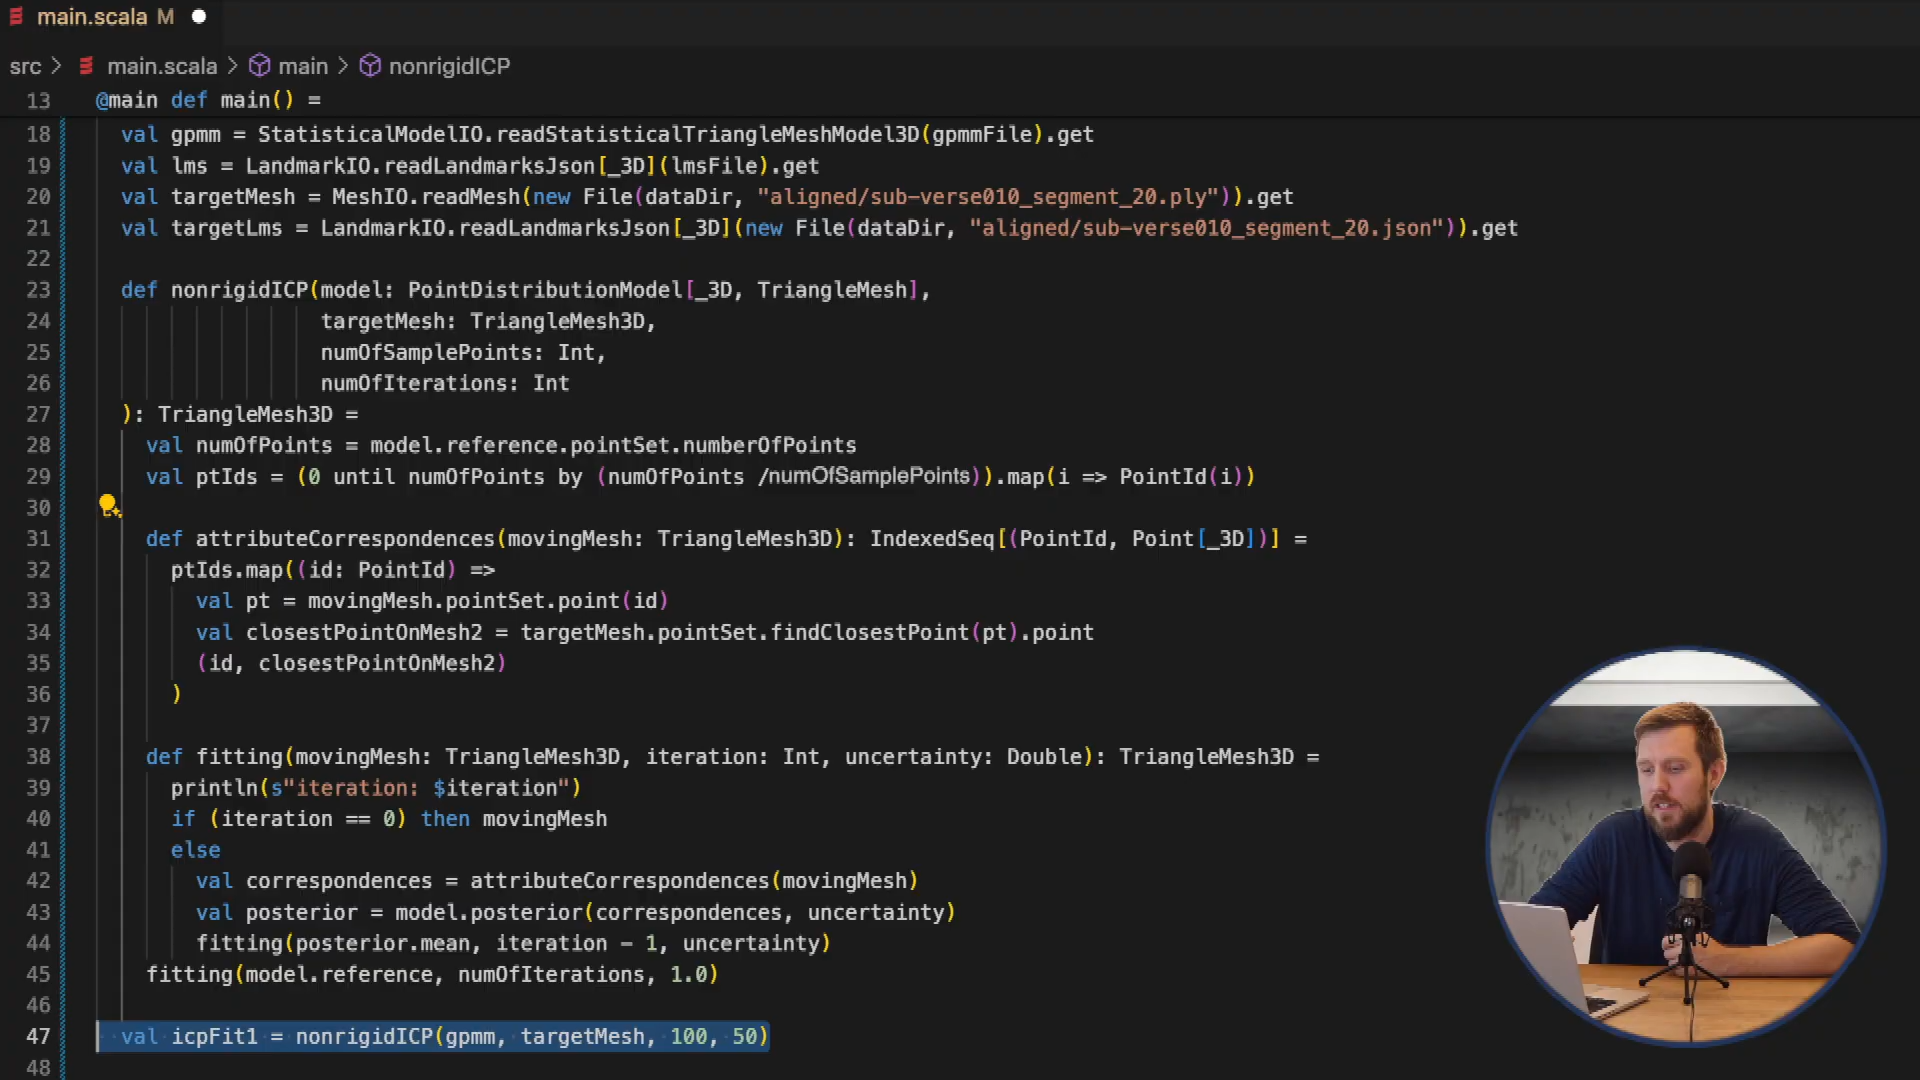 main.scala M
src > main.scala > main > nonrigidICP
13 @main def main() =
18 val gpmm = StatisticalModelIO.readStatisticalTriangleMeshModel3D(gpmmFile).get
19 val lms = LandmarkIO.readLandmarksJson[_3D](lmsFile).get
20 val targetMesh = MeshIO.readMesh(new File(dataDir, "aligned/sub-verse010_segment_20.ply")).get
21 val targetLms = LandmarkIO.readLandmarksJson[_3D](new File(dataDir, "aligned/sub-verse010_segment_20.json")).get
22
23 def nonrigidICP(model: PointDistributionModel[_3D, TriangleMesh],
24 targetMesh: TriangleMesh3D,
25 numOfSamplePoints: Int,
26 numOfIterations: Int
27 ): TriangleMesh3D =
28 val numOfPoints = model.reference.pointSet.numberOfPoints
29 val ptIds = (0 until numOfPoints by (numOfPoints /numOfSamplePoints)).map(i => PointId(i))
30
31 def attributeCorrespondences(movingMesh: TriangleMesh3D): IndexedSeq[(PointId, Point[_3D])] =
32 ptIds.map((id: PointId) =>
33 val pt = movingMesh.pointSet.point(id)
34 val closestPointOnMesh2 = targetMesh.pointSet.findClosestPoint(pt).point
35 (id, closestPointOnMesh2)
36 )
37
38 def fitting(movingMesh: TriangleMesh3D, iteration: Int, uncertainty: Double): TriangleMesh3D =
39 println(s"iteration: $iteration")
40 if (iteration == 0) then movingMesh
41 else
42 val correspondences = attributeCorrespondences(movingMesh)
43 val posterior = model.posterior(correspondences, uncertainty)
44 fitting(posterior.mean, iteration - 1, uncertainty)
45 fitting(model.reference, numOfIterations, 1.0)
46
47 val icpFit1 = nonrigidICP(gpmm, targetMesh, 100, 50)
48